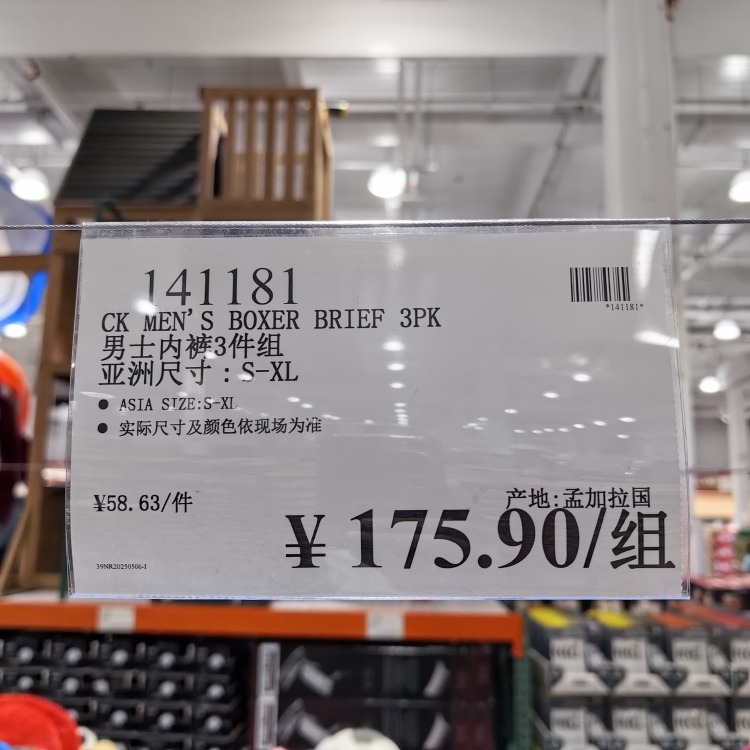 141181
*141181*
CK MEN'S BOXER BRIEF 3PK
男士内裤3件组
亚洲尺寸：S-XL
● ASIA SIZE:S-XL
● 实际尺寸及颜色依现场为准
¥58.63/件
产地:孟加拉国
¥ 175.90/组
39NR20250506-1